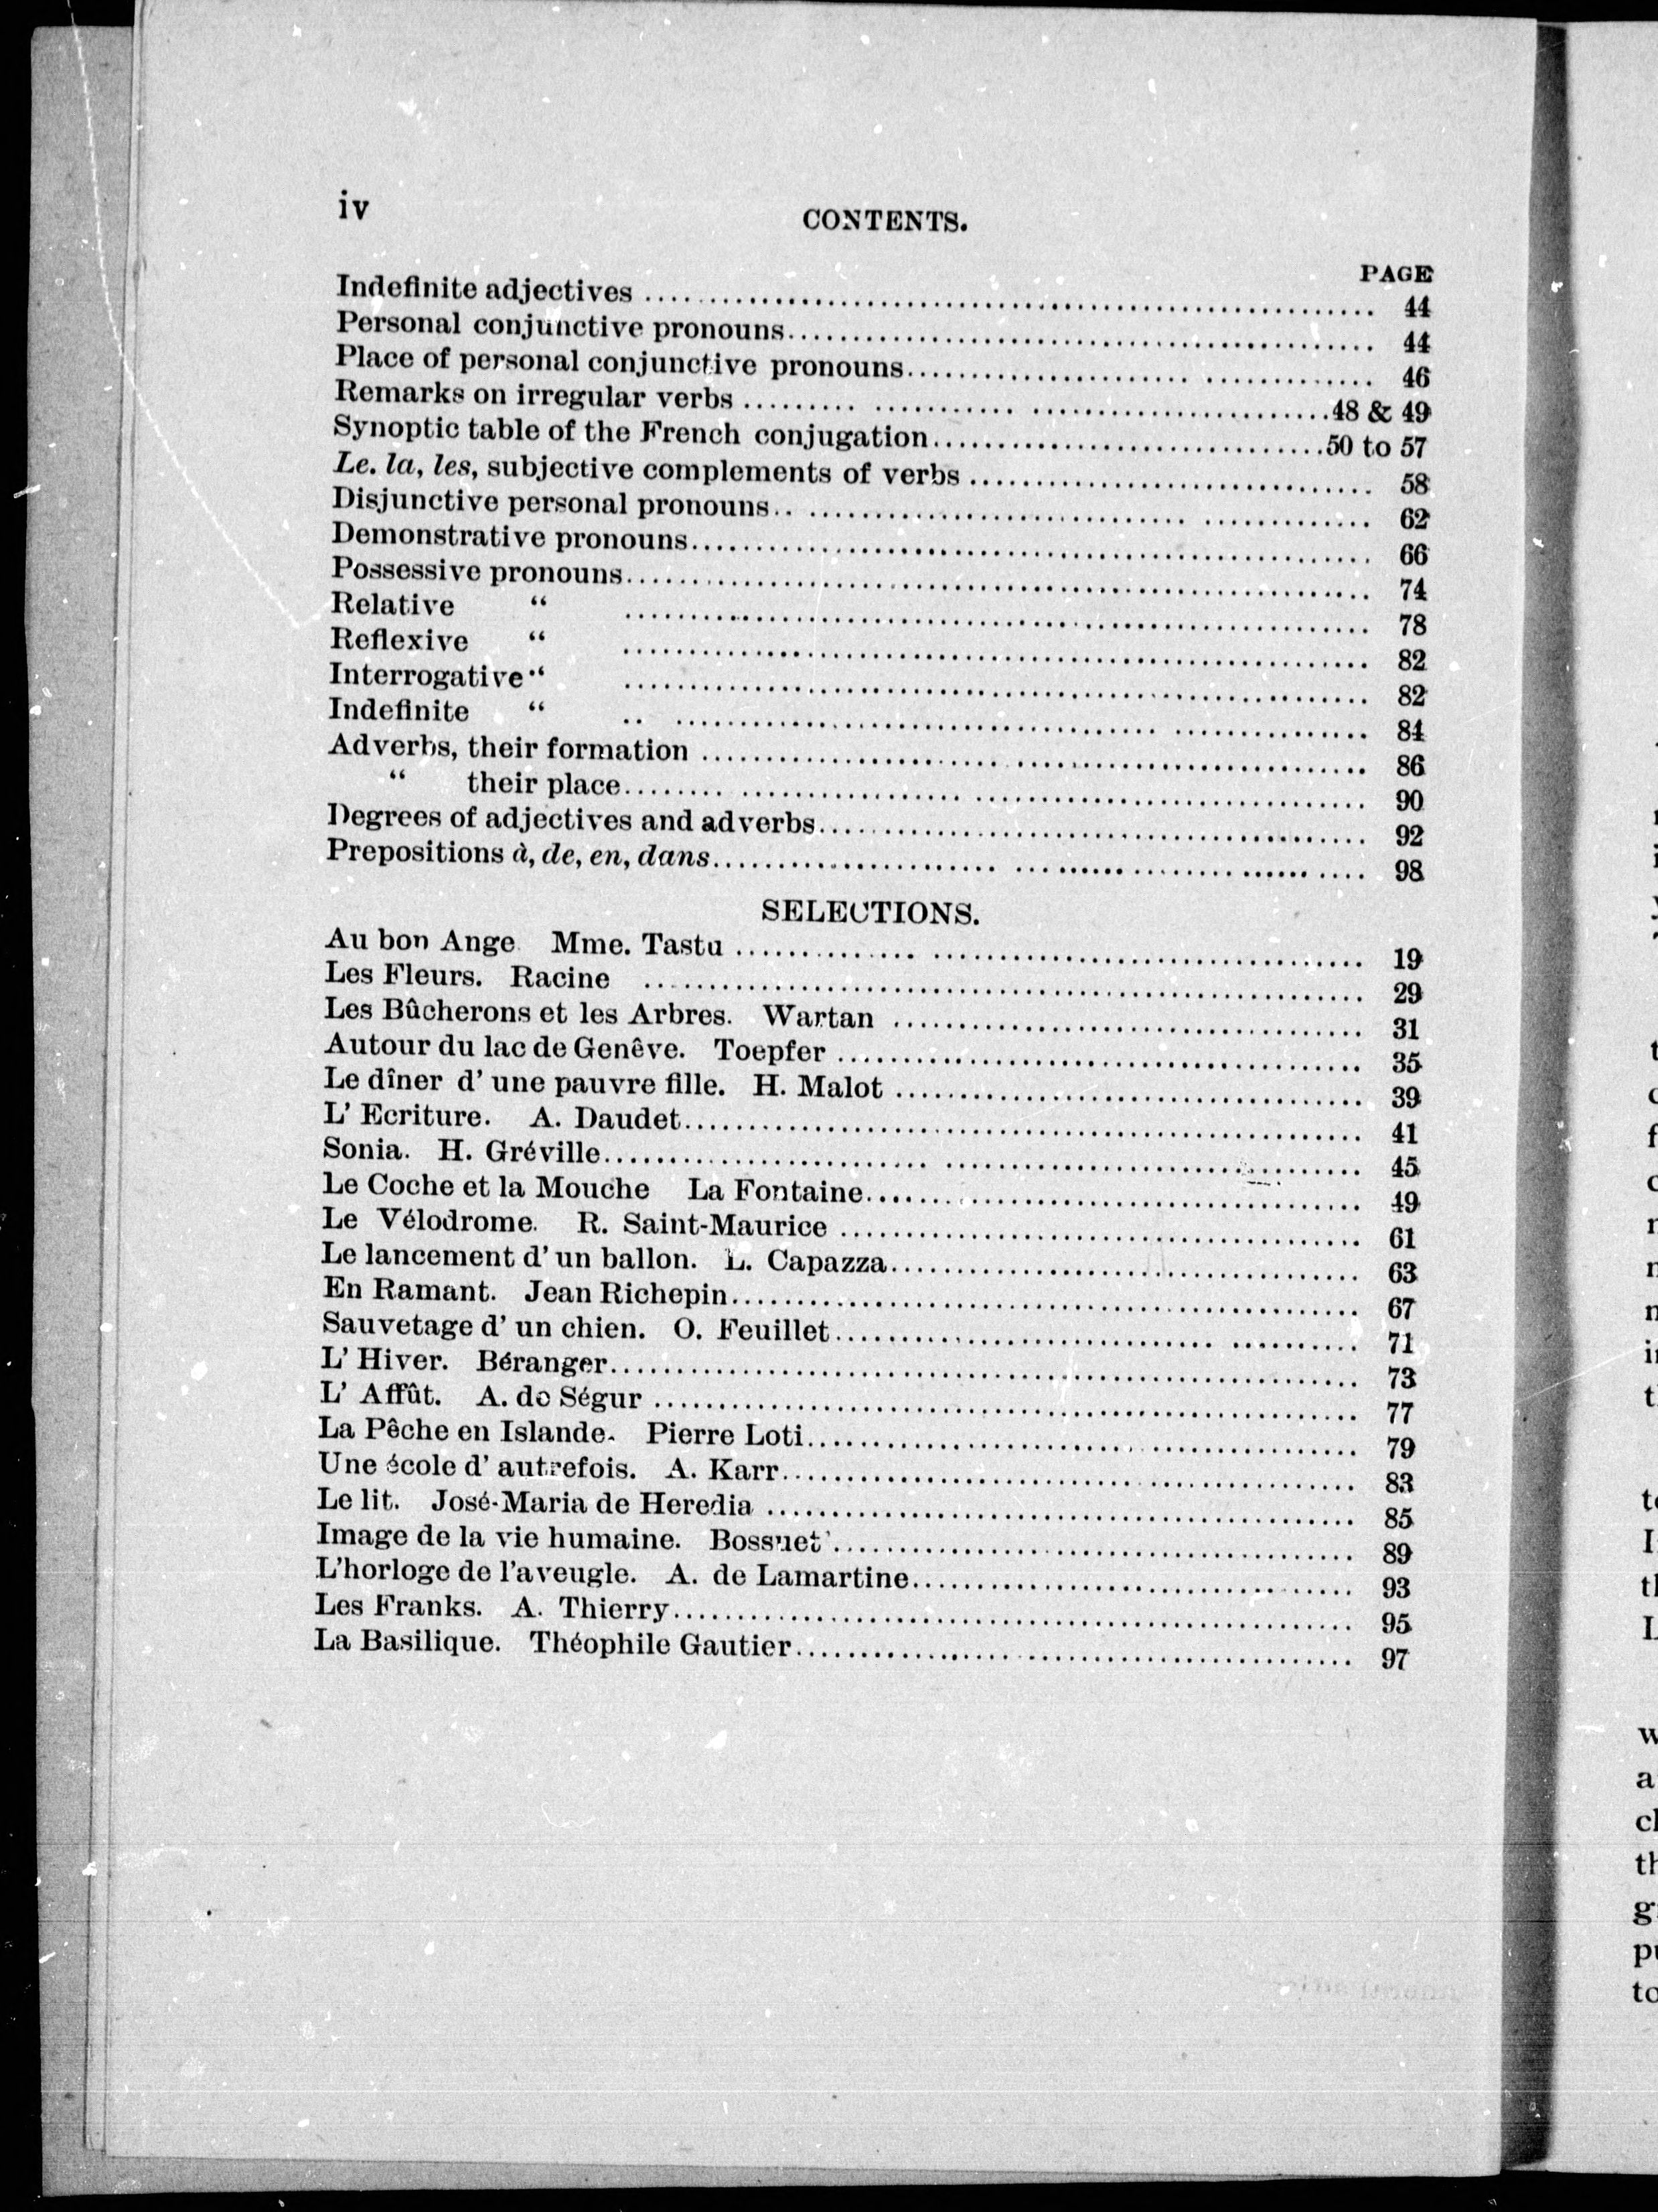 iv
CONTENTS.
PAGE
Indefinite adjectives .................................................... 44
Personal conjunctive pronouns.......................................... 44
Place of personal conjunctive pronouns................................. 46
Remarks on irregular verbs .......................................48 & 49
Synoptic table of the French conjugation..........................50 to 57
Le. la, les, subjective complements of verbs ........................... 58
Disjunctive personal pronouns.......................................... 62
Demonstrative pronouns................................................. 66
Possessive pronouns.................................................... 74
Relative “ ............................................................ 78
Reflexive “ ........................................................... 82
Interrogative “ ....................................................... 82
Indefinite “ .......................................................... 84
Adverbs, their formation .............................................. 86
“ their place.......................................................... 90
Degrees of adjectives and adverbs...................................... 92
Prepositions à, de, en, dans........................................... 98
SELECTIONS.
Au bon Ange Mme. Tastu ................................................ 19
Les Fleurs. Racine .................................................... 29
Les Bûcherons et les Arbres. Wartan ................................... 31
Autour du lac de Genêve. Toepfer ...................................... 35
Le dîner d' une pauvre fille. H. Malot ................................ 39
L' Ecriture. A. Daudet................................................. 41
Sonia. H. Gréville..................................................... 45
Le Coche et la Mouche La Fontaine...................................... 49
Le Vélodrome. R. Saint-Maurice ........................................ 61
Le lancement d' un ballon. L. Capazza.................................. 63
En Ramant. Jean Richepin............................................... 67
Sauvetage d' un chien. O. Feuillet..................................... 71
L' Hiver. Béranger..................................................... 73
L' Affût. A. de Ségur ................................................. 77
La Pêche en Islande. Pierre Loti....................................... 79
Une école d' autrefois. A. Karr........................................ 83
Le lit. José-Maria de Heredia ......................................... 85
Image de la vie humaine. Bossuet....................................... 89
L'horloge de l'aveugle. A. de Lamartine................................ 93
Les Franks. A. Thierry................................................. 95
La Basilique. Théophile Gautier........................................ 97